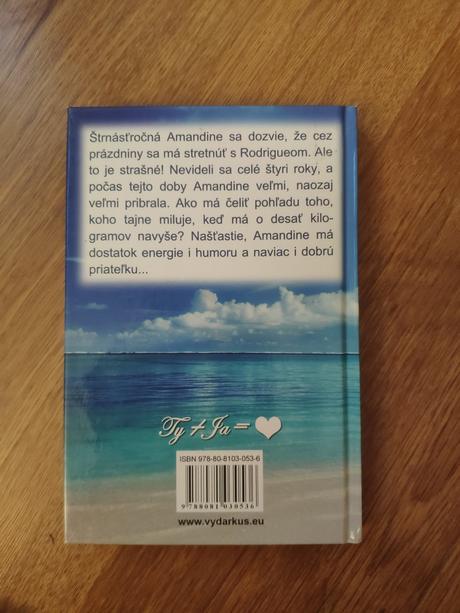 Štrnásťročná Amandine sa dozvie, že cez
prázdniny sa má stretnúť s Rodrigueom. Ale
to je strašné! Nevideli sa celé štyri roky, a
počas tejto doby Amandine veľmi, naozaj
veľmi pribrala. Ako má čeliť pohľadu toho,
koho tajne miluje, keď má o desať kilo-
gramov navyše? Našťastie, Amandine má
dostatok energie i humoru a naviac i dobrú
priateľku...
Ty + Ja = ♥
ISBN 978-80-8103-053-6
9 788081 030536
www.vydarkus.eu